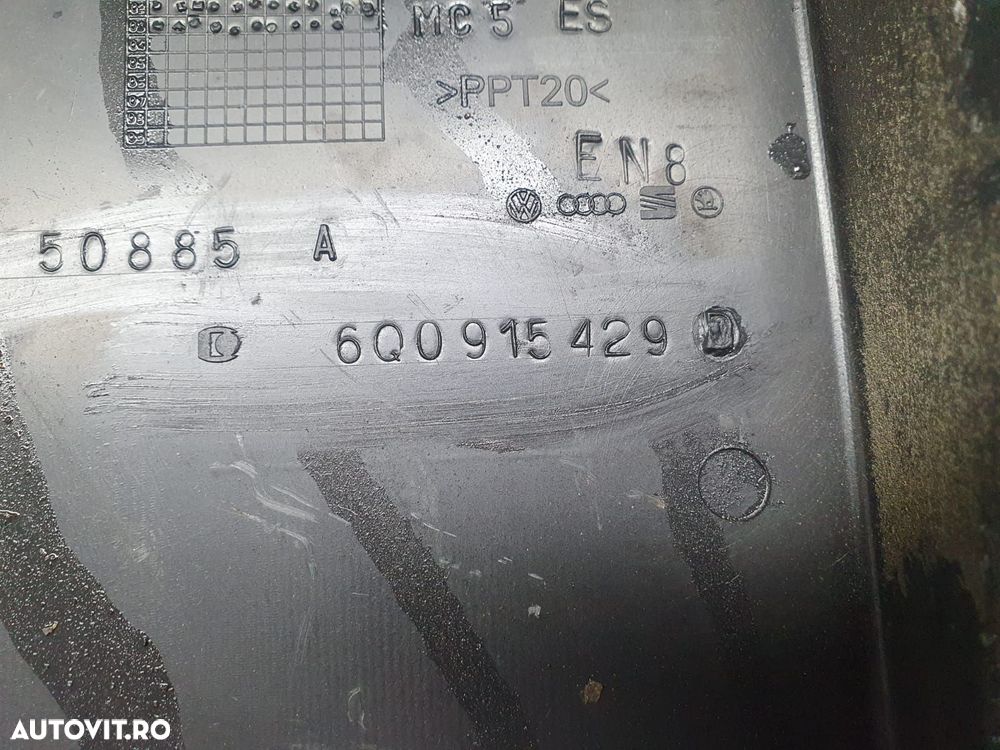 MC 5 ES
>PPT20<
EN8
50885 A
6Q0915429 D
AUTOVIT.RO